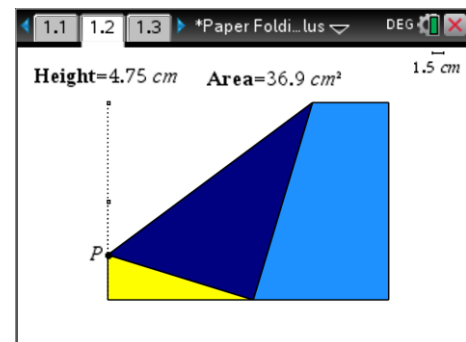 1.1 1.2 1.3 *Paper Foldi…lus DEG
Height=4.75 cm Area=36.9 cm² 1.5 cm
P